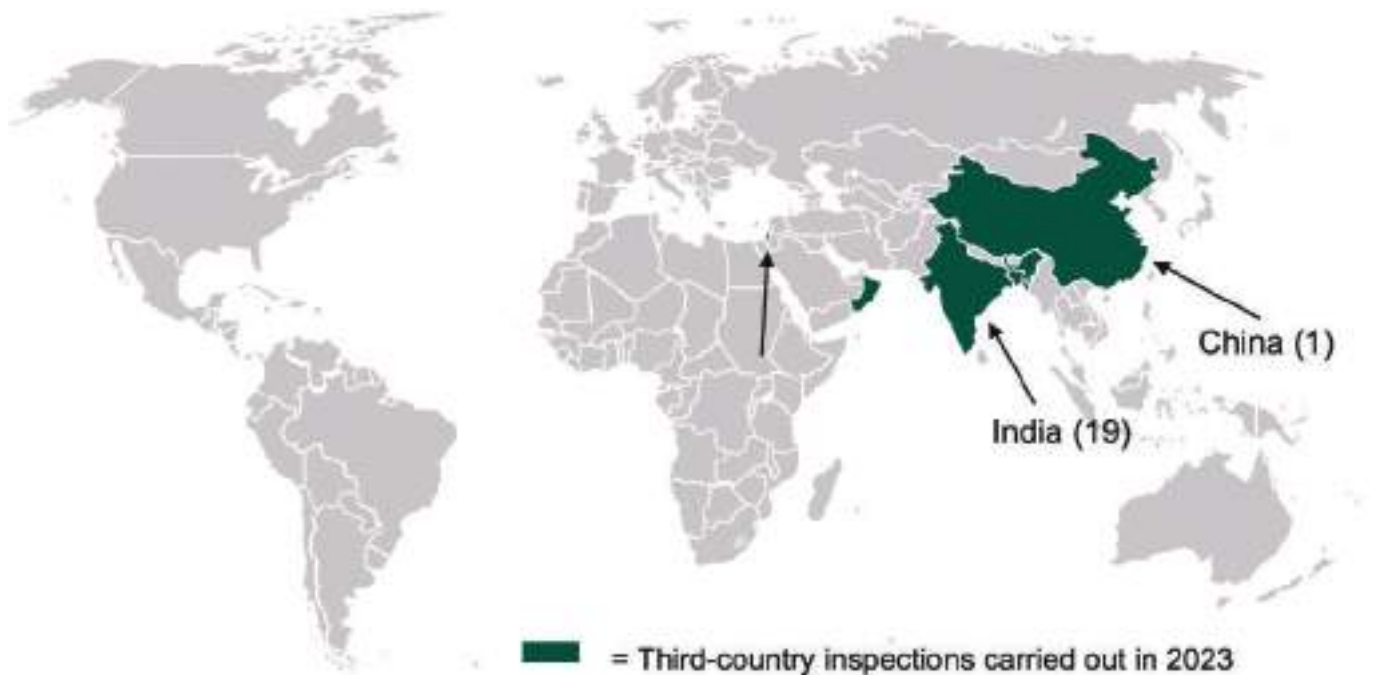 China (1)
India (19)
= Third-country inspections carried out in 2023